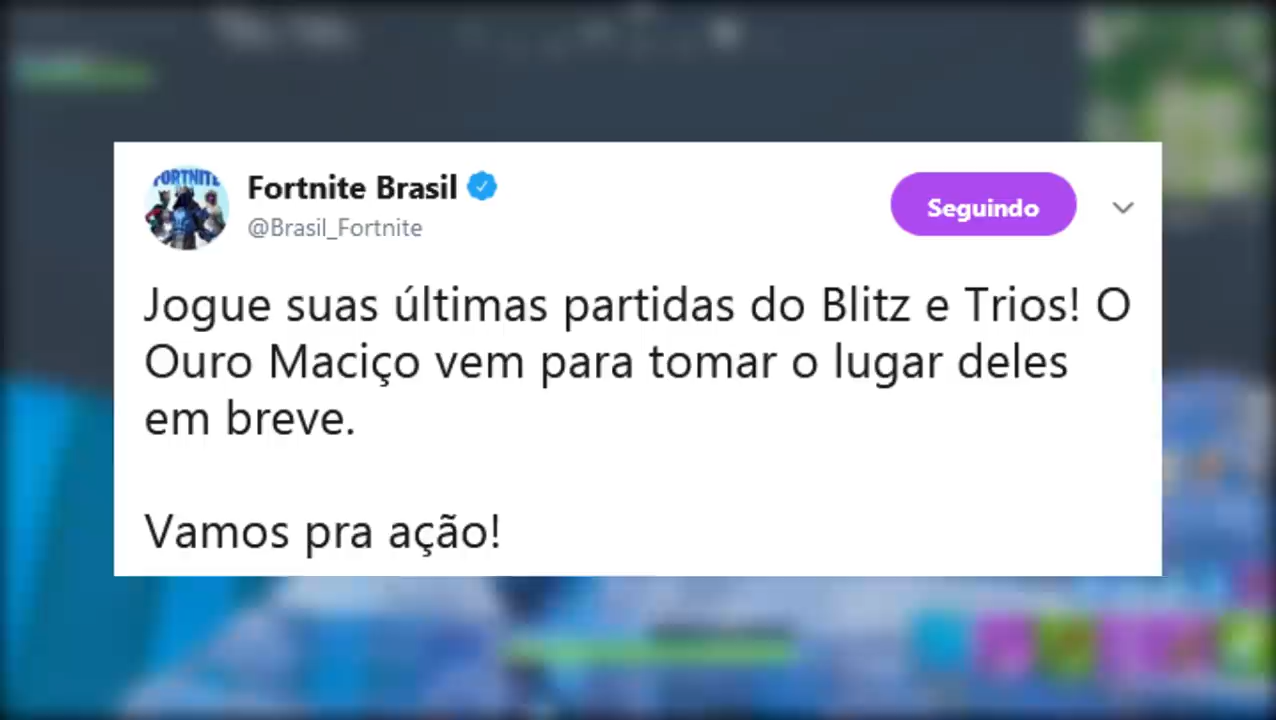 FORTNITE
Fortnite Brasil
@Brasil_Fortnite
Seguindo
Jogue suas últimas partidas do Blitz e Trios! O
Ouro Maciço vem para tomar o lugar deles
em breve.
Vamos pra ação!